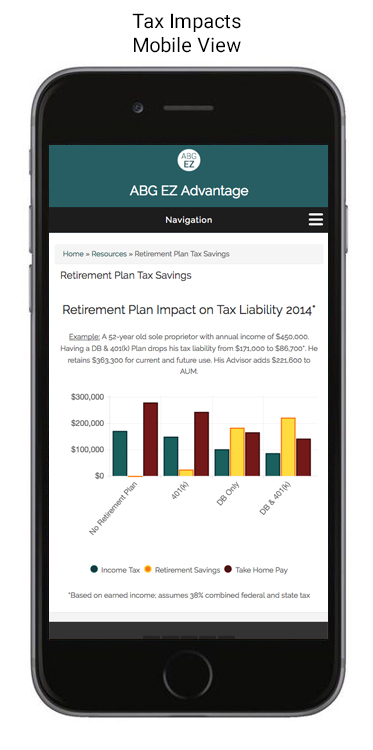 Tax Impacts
Mobile View
ABG
EZ
ABG EZ Advantage
Navigation
Home » Resources » Retirement Plan Tax Savings
Retirement Plan Tax Savings
Retirement Plan Impact on Tax Liability 2014*
Example: A 52-year old sole proprietor with annual income of $450,000.
Having a DB & 401(k) Plan drops his tax liability from $171,000 to $86,700*. He
retains $363,300 for current and future use. His Advisor adds $221,600 to
AUM.
$300,000
$200,000
$100,000
$0
No Retirement Plan
401(k)
DB Only
DB & 401(k)
Income Tax Retirement Savings Take Home Pay
*Based on earned income; assumes 38% combined federal and state tax